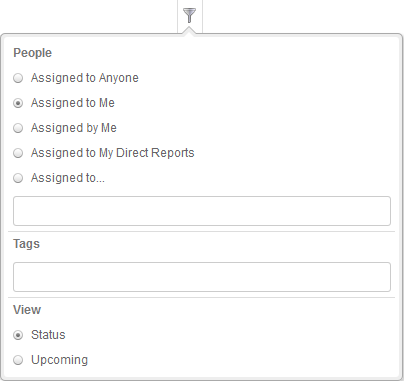 People
Assigned to Anyone
Assigned to Me
Assigned by Me
Assigned to My Direct Reports
Assigned to...
Tags
View
Status
Upcoming